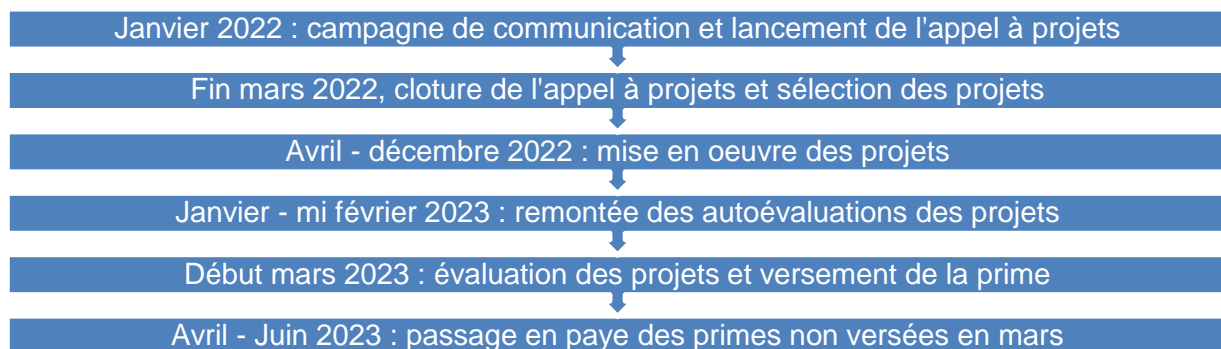 Janvier 2022 : campagne de communication et lancement de l'appel à projets
Fin mars 2022, cloture de l'appel à projets et sélection des projets
Avril - décembre 2022 : mise en oeuvre des projets
Janvier - mi février 2023 : remontée des autoévaluations des projets
Début mars 2023 : évaluation des projets et versement de la prime
Avril - Juin 2023 : passage en paye des primes non versées en mars